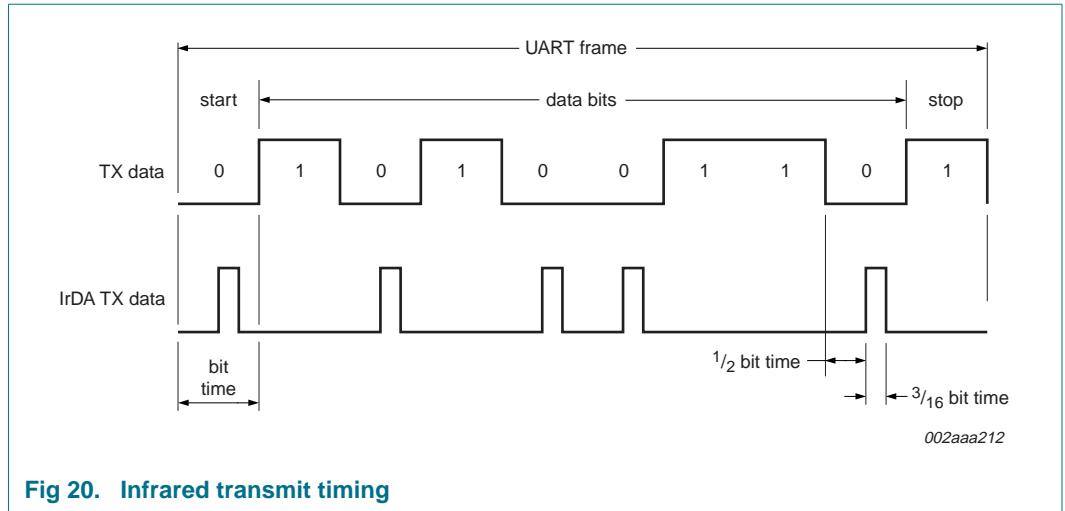 UART frame
start data bits stop
TX data 0 1 0 1 0 0 1 1 0 1
IrDA TX data
bit
time
1/2 bit time
3/16 bit time
002aaa212
Fig 20. Infrared transmit timing